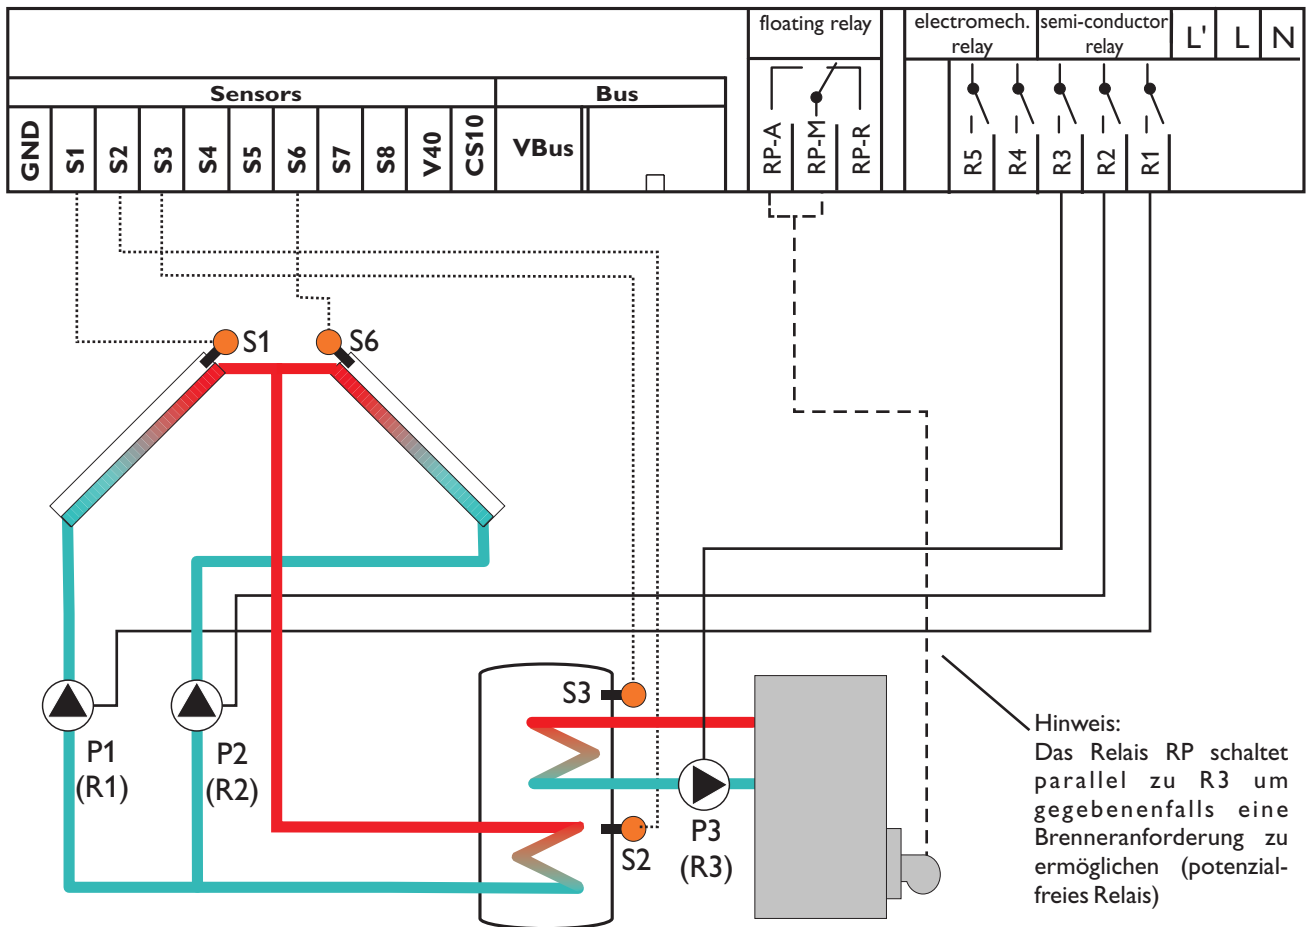 floating relay
electromech. relay
semi-conductor relay
L'
L
N
Sensors
Bus
GND
S1
S2
S3
S4
S5
S6
S7
S8
V40
CS10
VBus
RP-A
RP-M
RP-R
R5
R4
R3
R2
R1
S1
S6
S3
S2
P1
(R1)
P2
(R2)
P3
(R3)
Hinweis:
Das Relais RP schaltet
parallel zu R3 um
gegebenenfalls eine
Brenneranforderung zu
ermöglichen (potenzial-
freies Relais)